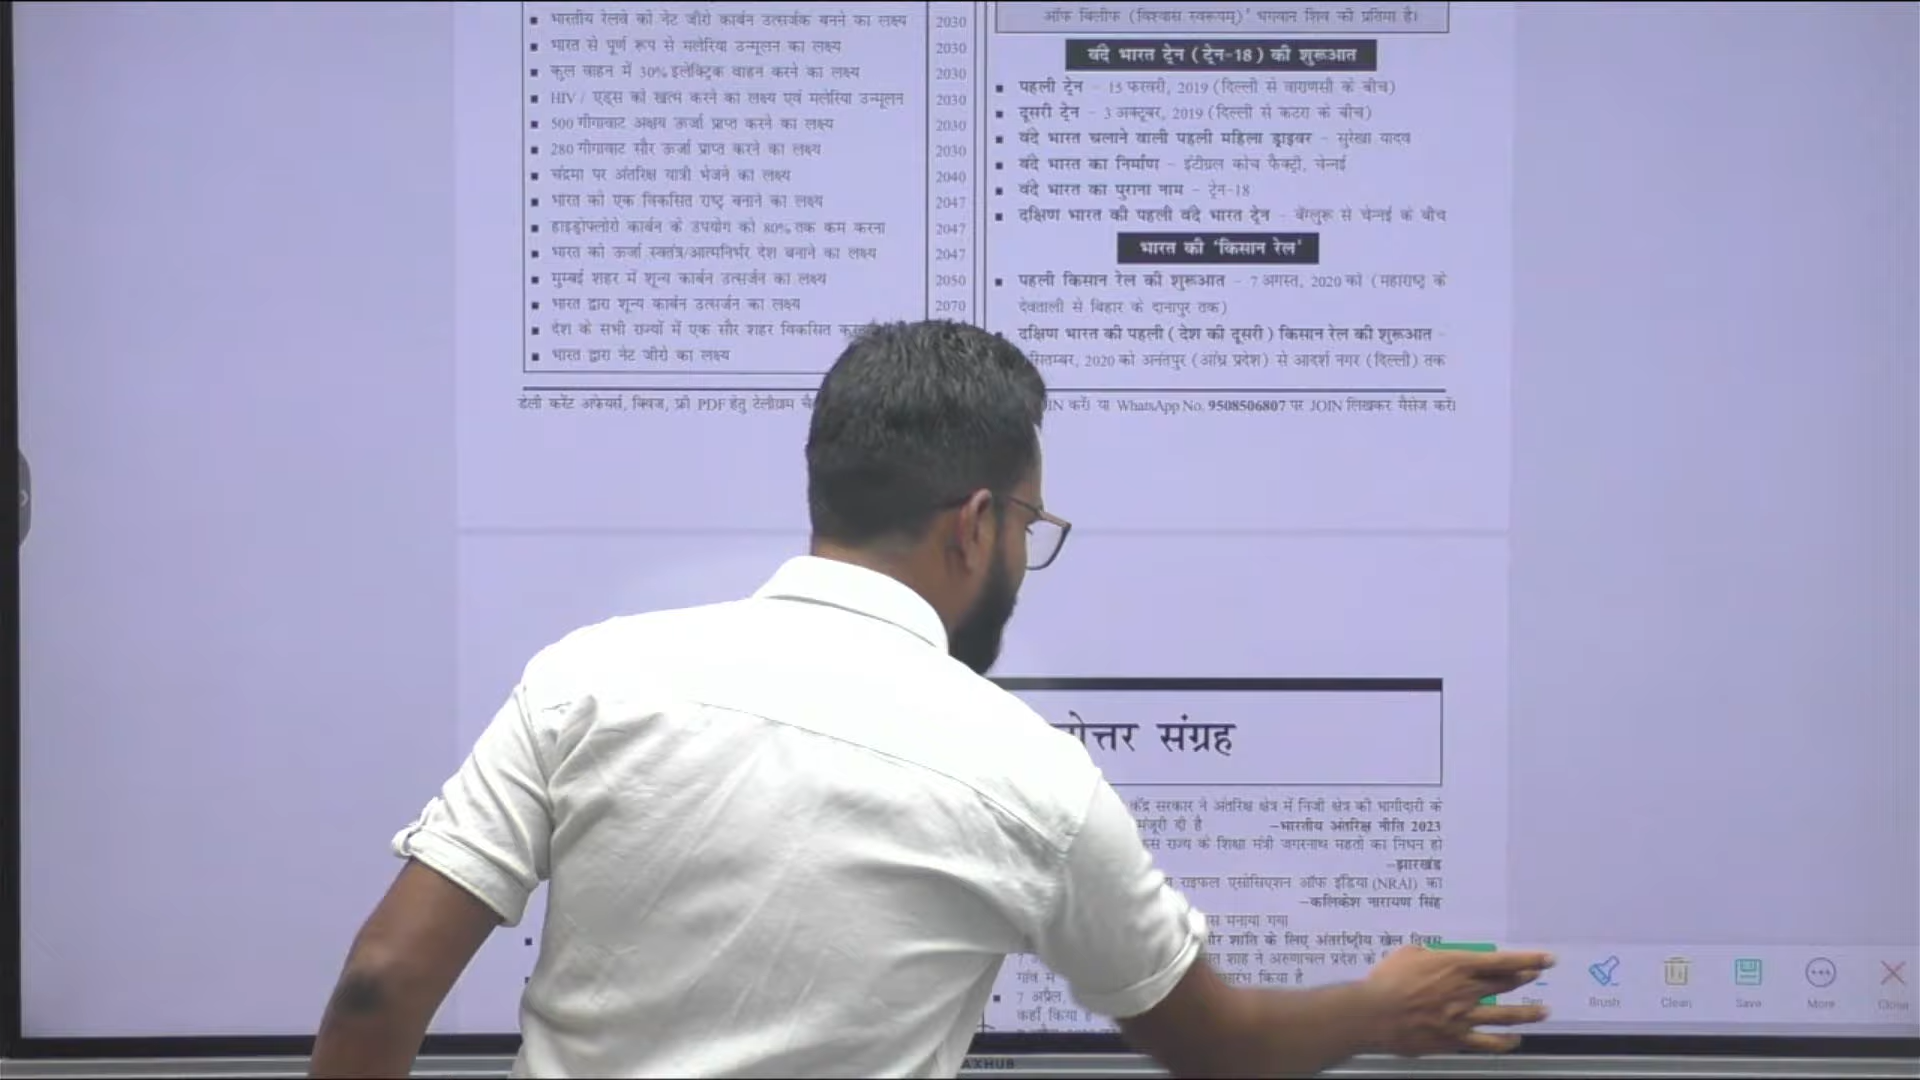 भारतीय रेलवे को नेट जीरो कार्बन उत्सर्जक बनने का लक्ष्य 2030
भारत से पूर्ण रूप से मलेरिया उन्मूलन का लक्ष्य 2030
कुल वाहन में 30% इलेक्ट्रिक वाहन करने का लक्ष्य 2030
HIV / एड्स को खत्म करने का लक्ष्य एवं मलेरिया उन्मूलन 2030
500 गीगावाट अक्षय ऊर्जा प्राप्त करने का लक्ष्य 2030
280 गीगावाट सौर ऊर्जा प्राप्त करने का लक्ष्य 2030
चंद्रमा पर अंतरिक्ष यात्री भेजने का लक्ष्य 2040
भारत को एक विकसित राष्ट्र बनाने का लक्ष्य 2047
हाइड्रोफ्लोरो कार्बन के उपयोग को 80% तक कम करना 2047
भारत को ऊर्जा स्वतंत्र/आत्मनिर्भर देश बनाने का लक्ष्य 2047
मुम्बई शहर में शून्य कार्बन उत्सर्जन का लक्ष्य 2050
भारत द्वारा शून्य कार्बन उत्सर्जन का लक्ष्य 2070
देश के सभी राज्यों में एक सौर शहर विकसित
भारत द्वारा नेट जीरो का लक्ष्य
ऑफ बिलीफ (विश्वास स्वरूपम्)' भगवान शिव की प्रतिमा है।
वंदे भारत ट्रेन (ट्रेन-18) की शुरूआत
पहली ट्रेन - 15 फरवरी, 2019 (दिल्ली से वाराणसी के बीच)
दूसरी ट्रेन - 3 अक्टूबर, 2019 (दिल्ली से कटरा के बीच)
वंदे भारत चलाने वाली पहली महिला ड्राइवर - सुरेखा यादव
वंदे भारत का निर्माण - इंटीग्रल कोच फैक्ट्री, चेन्नई
वंदे भारत का पुराना नाम - ट्रेन-18
दक्षिण भारत की पहली वंदे भारत ट्रेन - बेंग्लुरू से चेन्नई के बीच
भारत की 'किसान रेल'
पहली किसान रेल की शुरूआत - 7 अगस्त, 2020 को (महाराष्ट्र के
देवताली से बिहार के दानापुर तक)
दक्षिण भारत की पहली (देश की दूसरी) किसान रेल की शुरूआत -
सितम्बर, 2020 को अनंतपुर (आंध्र प्रदेश) से आदर्श नगर (दिल्ली) तक
डेली करेंट अफेयर्स, क्विज, फ्री PDF हेतु टेलीग्राम
करें। या WhatsApp No. 9508506807 पर JOIN लिखकर मैसेज करें।
संग्रह
केंद्र सरकार ने अंतरिक्ष क्षेत्र में निजी क्षेत्र की भागीदारी के
मंजूरी दी है –भारतीय अंतरिक्ष नीति 2023
राज्य के शिक्षा मंत्री जगरनाथ महतो का निधन हो
–झारखंड
राइफल एसोसिएशन ऑफ इंडिया (NRAI) का
–कलिकेश नारायण सिंह
मनाया गया
और शांति के लिए अंतर्राष्ट्रीय खेल दिवस
शाह ने अरुणाचल प्रदेश के
गांव में किया है
7 अप्रैल,
कहाँ किया है
Pen Brush Clean Save More Close
AXHUB